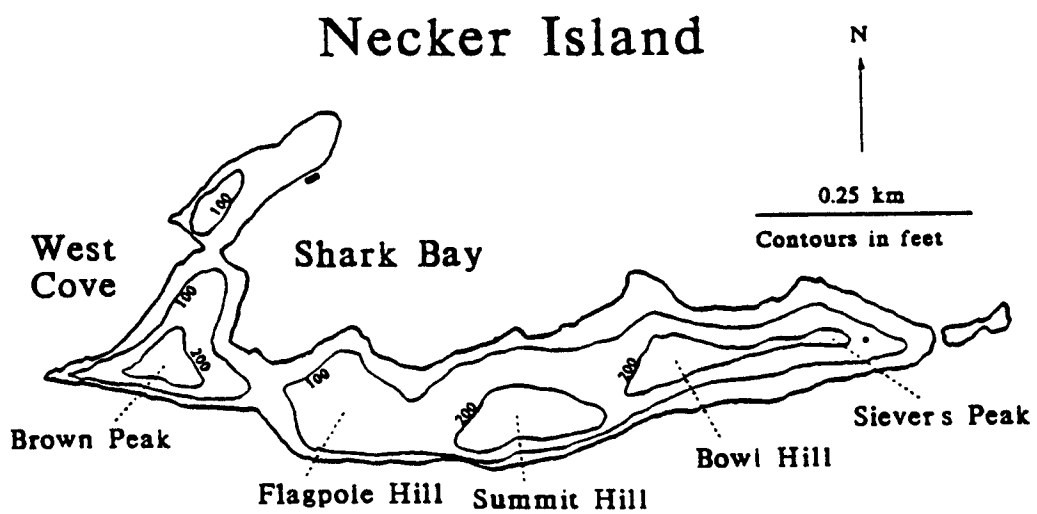 Necker Island
N
0.25 km
Contours in feet
100
West
Cove
Shark Bay
100
200
100
200
200
Brown Peak
Flagpole Hill
Summit Hill
Bowl Hill
Siever s Peak